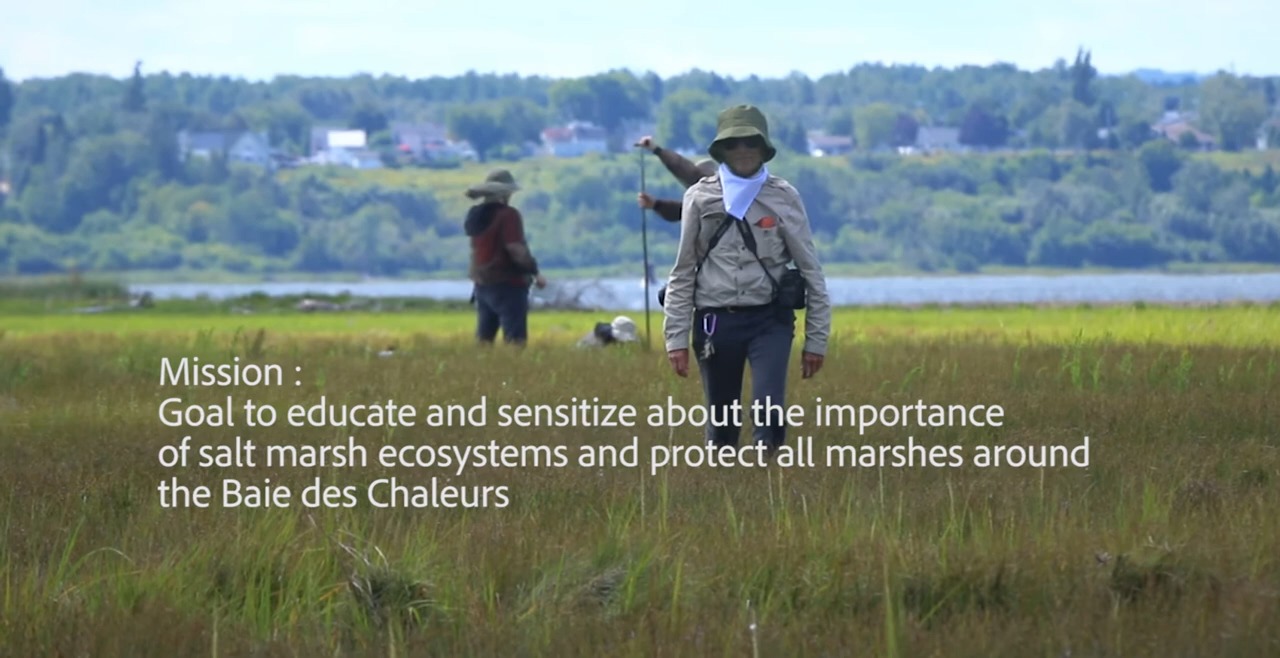 Mission :
Goal to educate and sensitize about the importance
of salt marsh ecosystems and protect all marshes around
the Baie des Chaleurs